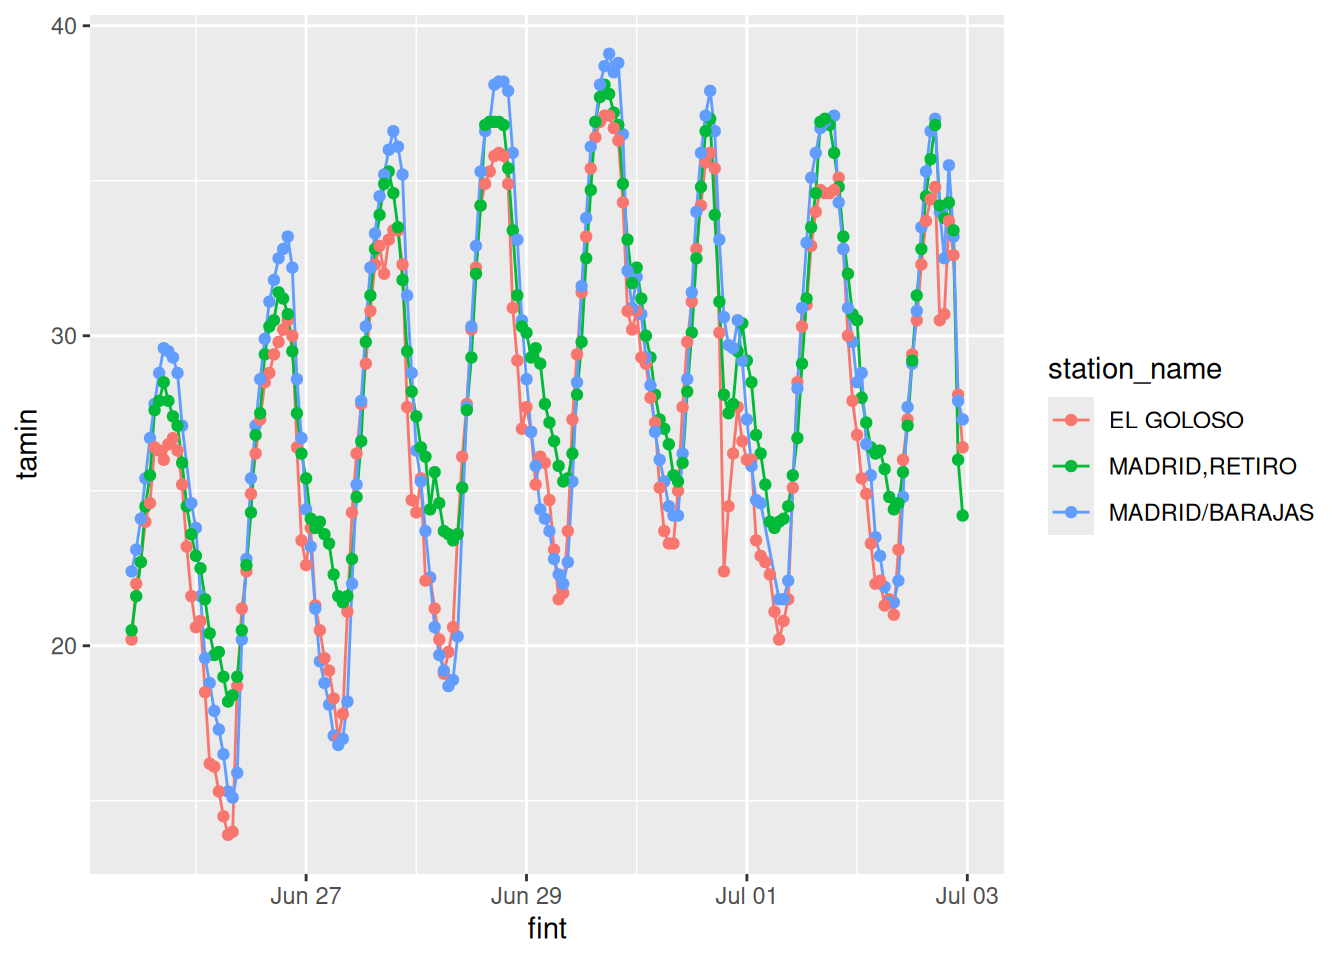 40
30
20
tamin
Jun 27
Jun 29
Jul 01
Jul 03
fint
station_name
EL GOLOSO
MADRID,RETIRO
MADRID/BARAJAS